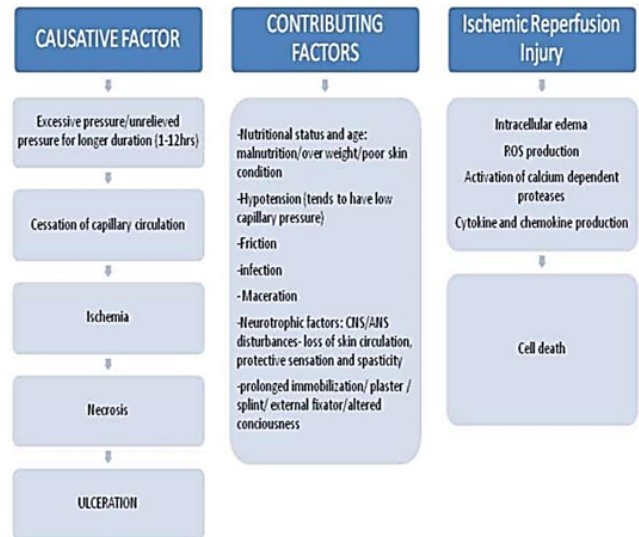 CAUSATIVE FACTOR
Excessive pressure/unrelieved
pressure for longer duration (1-12hrs)
Cessation of capillary circulation
Ischemia
Necrosis
ULCERATION
CONTRIBUTING
FACTORS
-Nutritional status and age:
malnutrition/over weight/poor skin
condition
-Hypotension (tends to have low
capillary pressure)
-Friction
-infection
- Maceration
-Neurotrophic factors: CNS/ANS
disturbances- loss of skin circulation,
protective sensation and spasticity
-prolonged immobilization/ plaster /
splint/ external fixator/altered
conciousness
Ischemic Reperfusion
Injury
Intracellular edema
ROS production
Activation of calcium dependent
proteases
Cytokine and chemokine production
Cell death